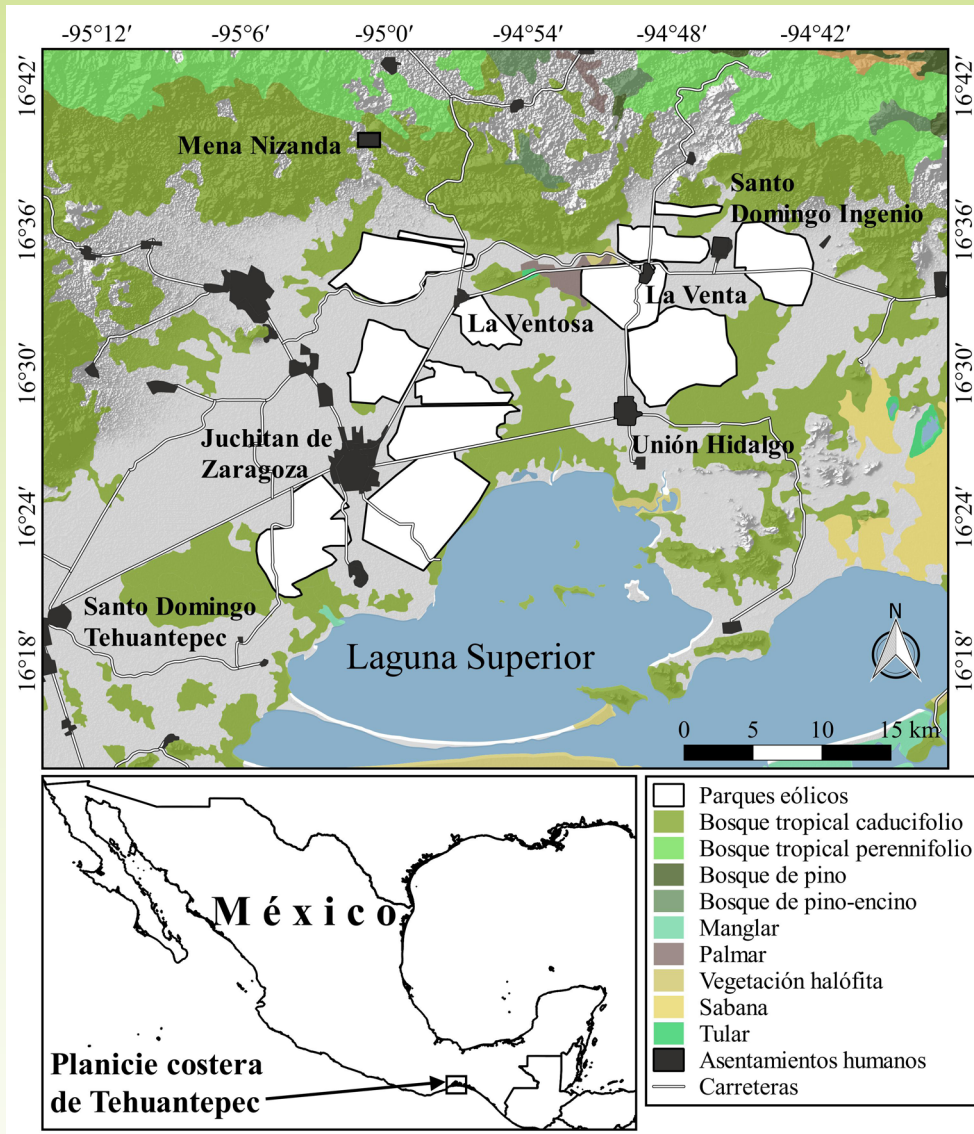 -95°12′ -95°6′ -95°0′ -94°54′ -94°48′ -94°42′
16°42′
16°42′
Mena Nizanda
Santo
Domingo Ingenio
16°36′
16°36′
La Venta
La Ventosa
16°30′
16°30′
Juchitan de
Zaragoza
Unión Hidalgo
16°24′
16°24′
Santo Domingo
Tehuantepec
N
16°18′
16°18′
Laguna Superior
0 5 10 15 km
México
Planicie costera
de Tehuantepec
Parques eólicos
Bosque tropical caducifolio
Bosque tropical perennifolio
Bosque de pino
Bosque de pino-encino
Manglar
Palmar
Vegetación halófita
Sabana
Tular
Asentamientos humanos
Carreteras